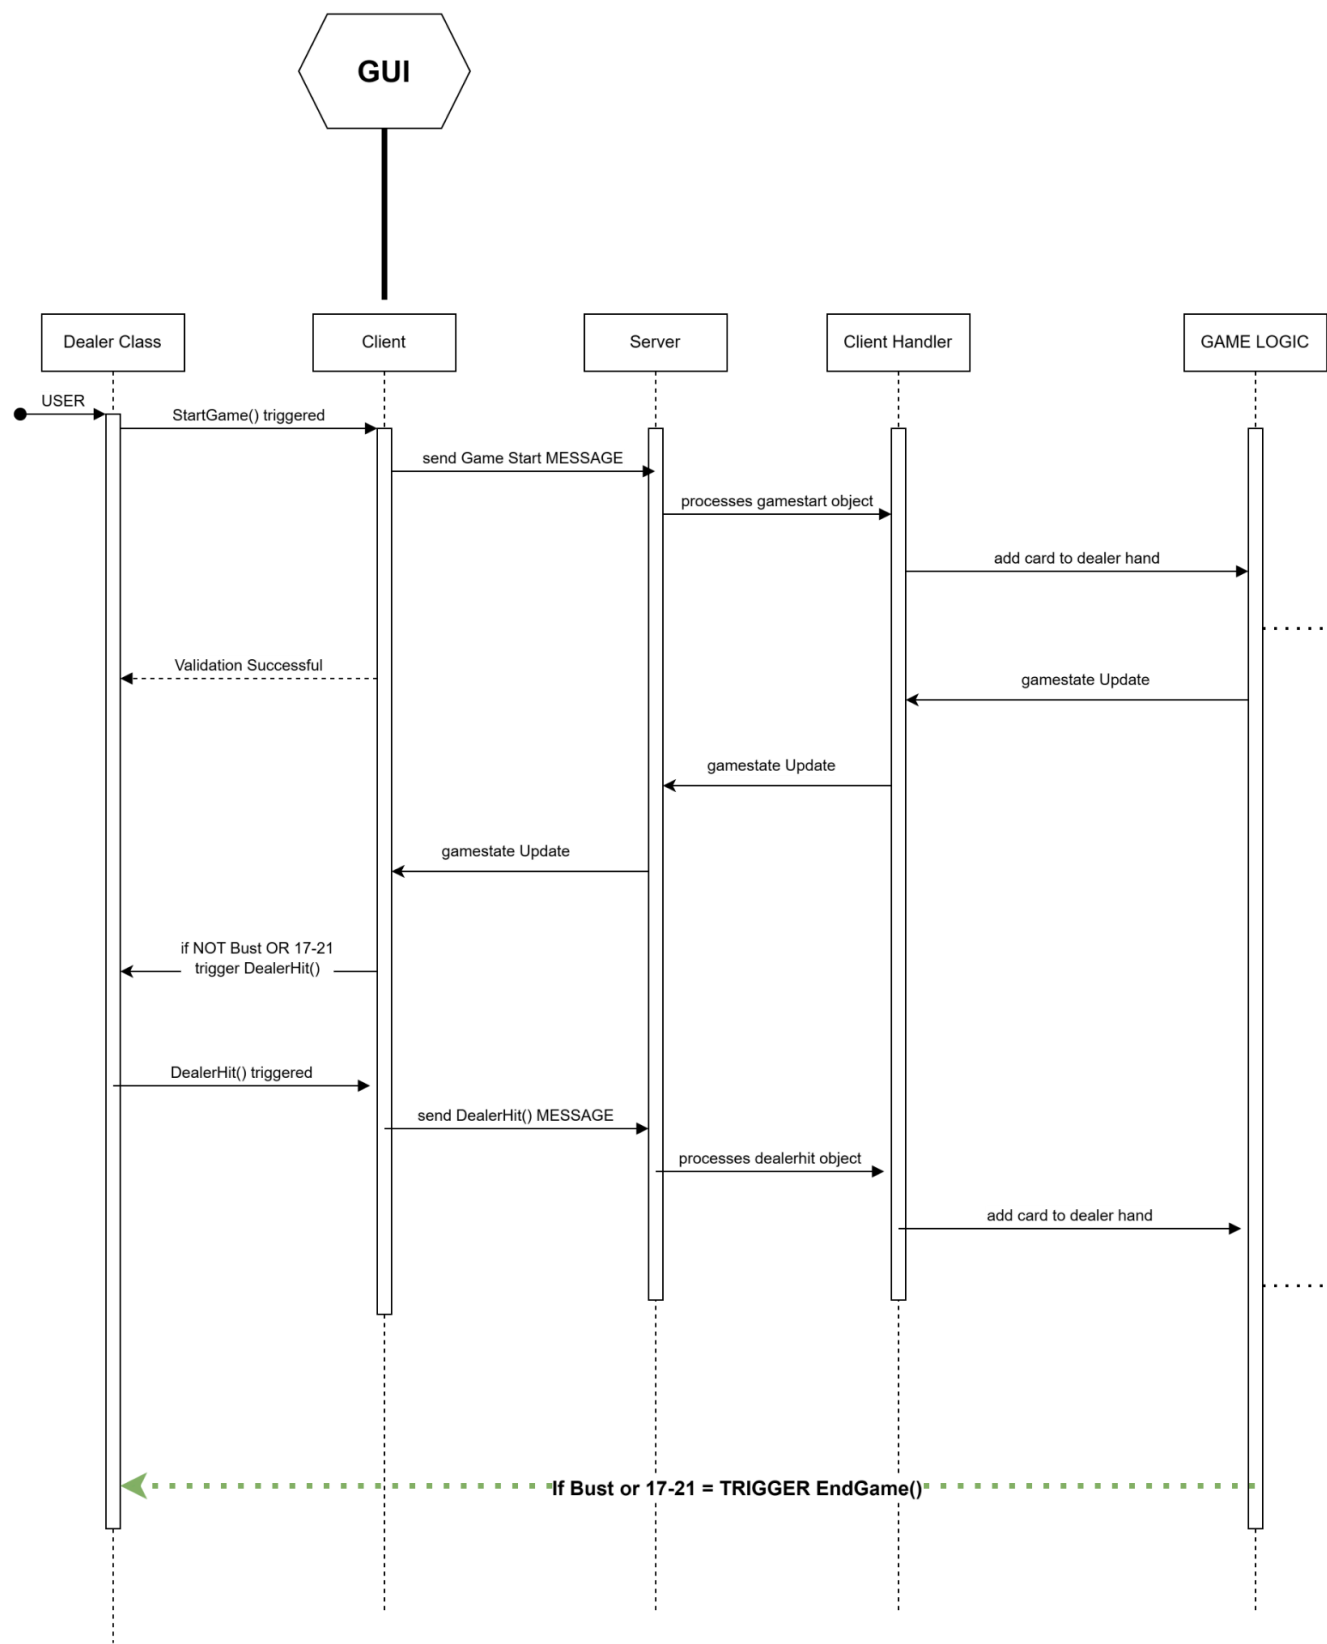 GUI
Dealer Class
Client
Server
Client Handler
GAME LOGIC
USER
StartGame() triggered
send Game Start MESSAGE
processes gamestart object
add card to dealer hand
Validation Successful
gamestate Update
gamestate Update
gamestate Update
if NOT Bust OR 17-21
trigger DealerHit()
DealerHit() triggered
send DealerHit() MESSAGE
processes dealerhit object
add card to dealer hand
If Bust or 17-21 = TRIGGER EndGame()